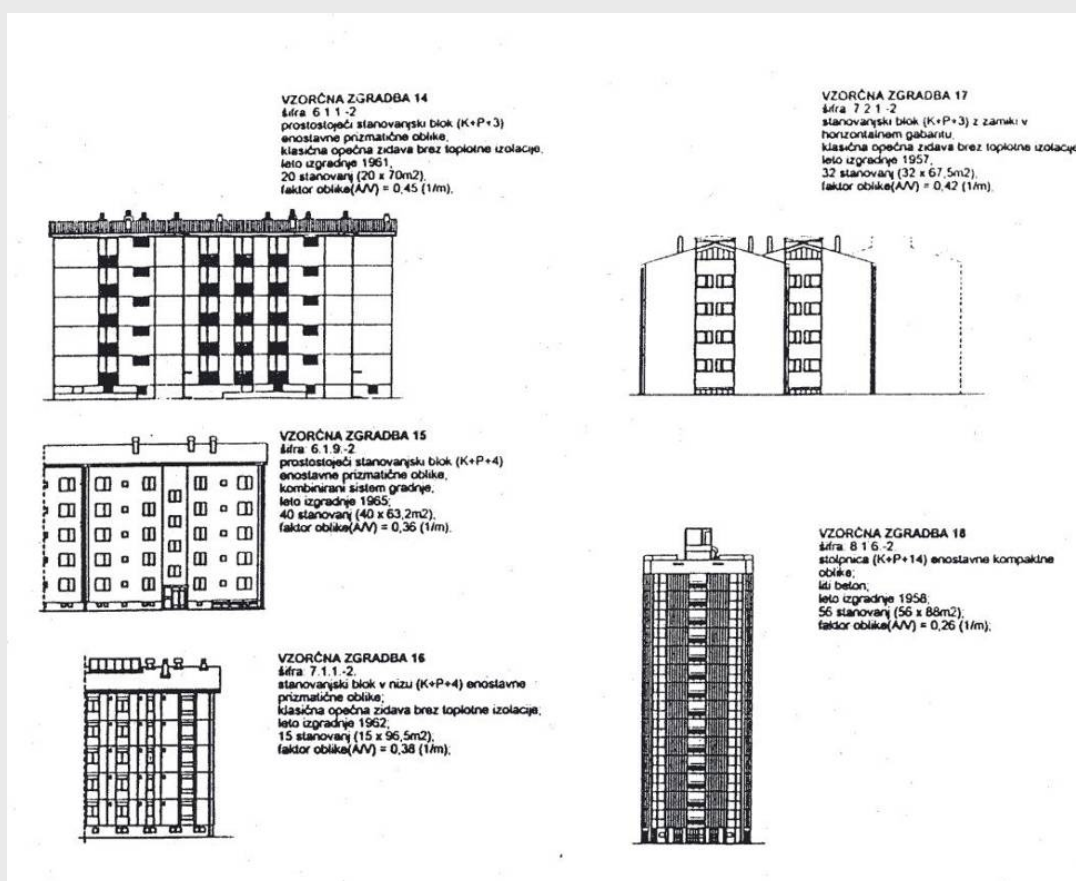 VZORČNA ZGRADBA 14
šifra 6 1 1 -2
prostostoječi stanovanjski blok (K+P+3)
enostavne prizmatične oblike,
klasična opečna zidava brez toplotne izolacije,
leto izgradnje 1961,
20 stanovanj (20 x 70m2),
faktor oblike(A/V) = 0,45 (1/m),
VZORČNA ZGRADBA 15
šifra 6.1.9.-2
prostostoječi stanovanjski blok (K+P+4)
enostavne prizmatične oblike,
kombinirani sistem gradnje,
leto izgradnje 1965;
40 stanovanj (40 x 63,2m2),
faktor oblike(A/V) = 0,36 (1/m).
VZORČNA ZGRADBA 16
šifra 7.1.1.-2.
stanovanjski blok v nizu (K+P+4) enostavne
prizmatične oblike;
klasična opečna zidava brez toplotne izolacije;
leto izgradnje 1962;
15 stanovanj (15 x 96,5m2);
faktor oblike(A/V) = 0,38 (1/m);
VZORČNA ZGRADBA 17
šifra 7 2 1 -2
stanovanjski blok (K+P+3) z zamiki v
horizontalnem gabaritu,
klasična opečna zidava brez toplotne izolacije
leto izgradnje 1957,
32 stanovanj (32 x 67,5m2),
faktor oblike(A/V) = 0,42 (1/m),
VZORČNA ZGRADBA 18
šifra 8 1 6 -2
stolpnica (K+P+14) enostavne kompaktne
oblike;
liti beton;
leto izgradnje 1958;
56 stanovanj (56 x 88m2);
faktor oblike(A/V) = 0,26 (1/m);